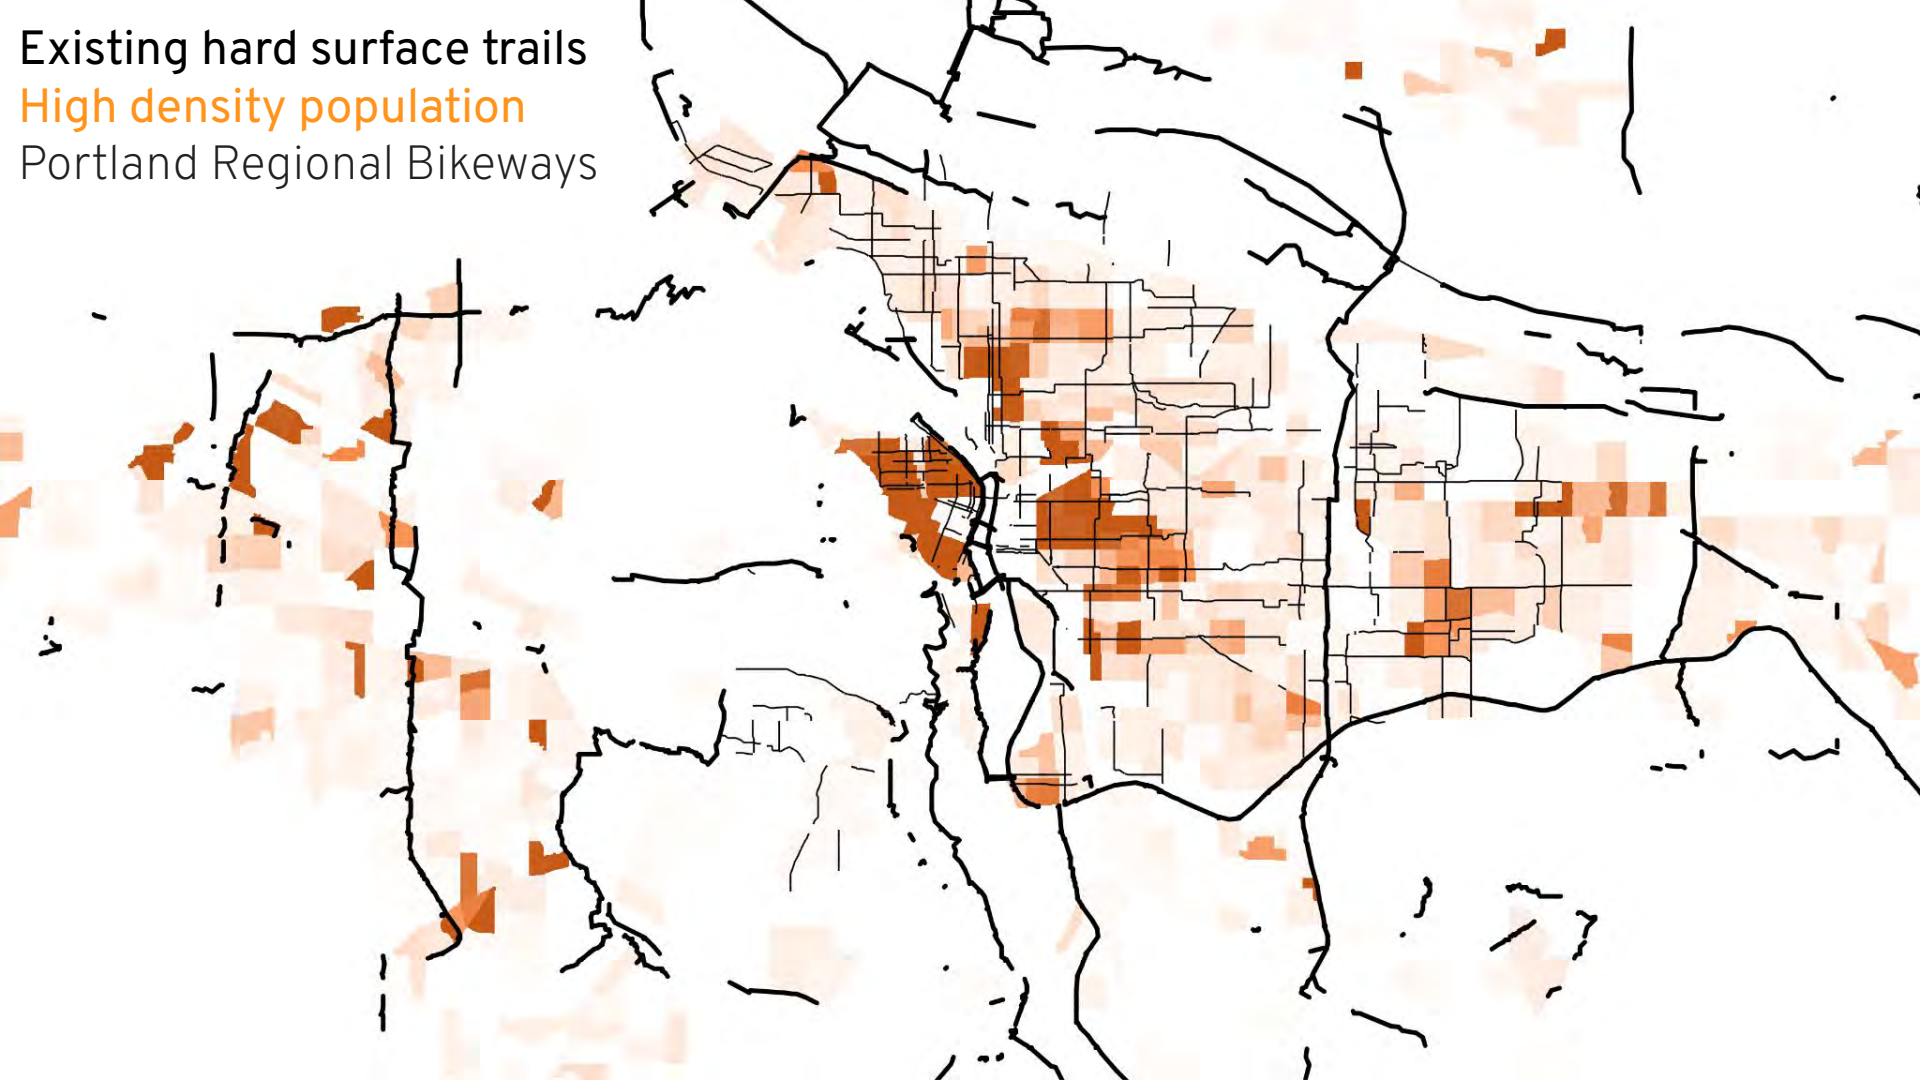 Existing hard surface trails
High density population
Portland Regional Bikeways